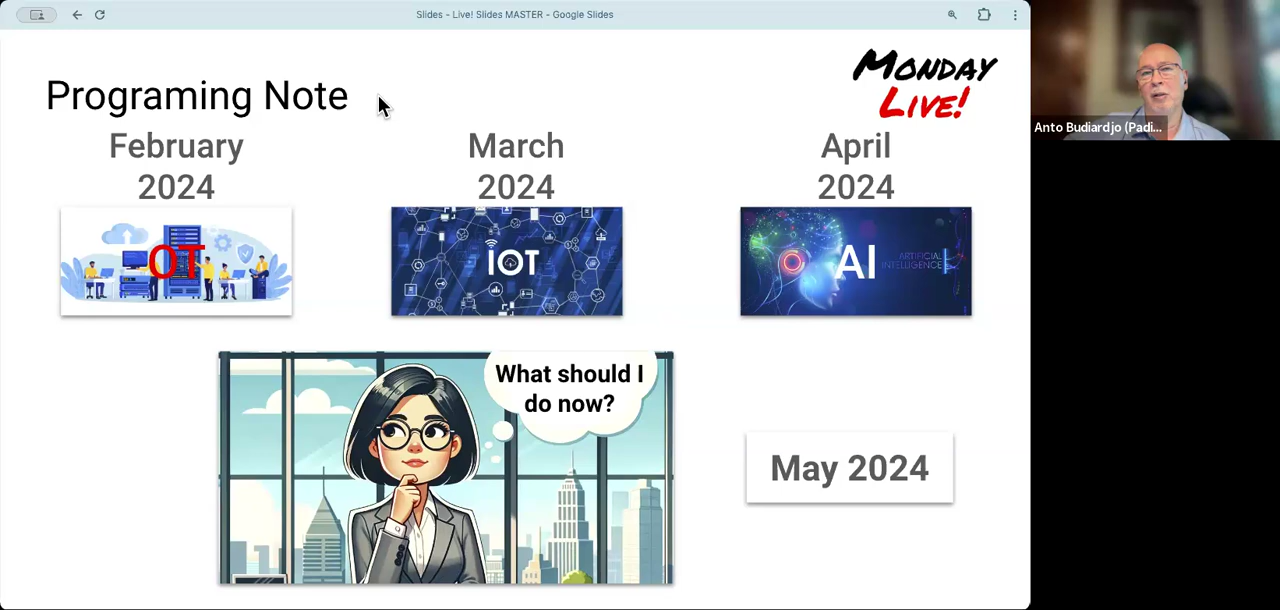 Slides - Live! Slides MASTER - Google Slides
Programing Note
MONDAY
LIVE!
February
2024
March
2024
April
2024
OT
IOT
AI
ARTIFICIAL
INTELLIGENCE
What should I
do now?
May 2024
Anto Budiardjo (Padi...